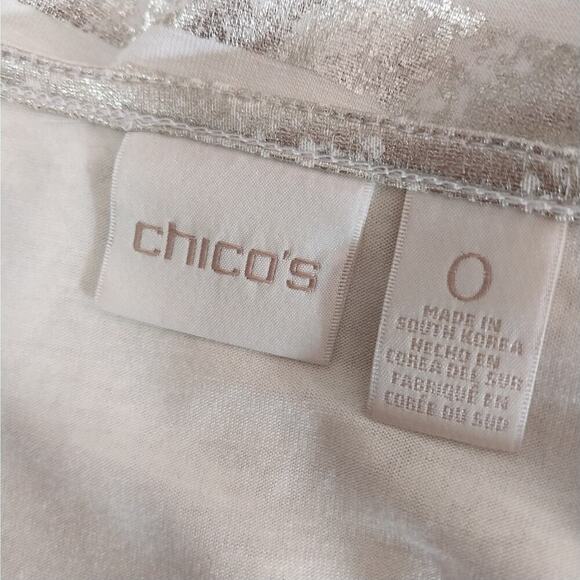 chico's
0
MADE IN
SOUTH KOREA
HECHO EN
COREA DEL SUR
FABRIQUÉ EN
CORÉE DU SUD